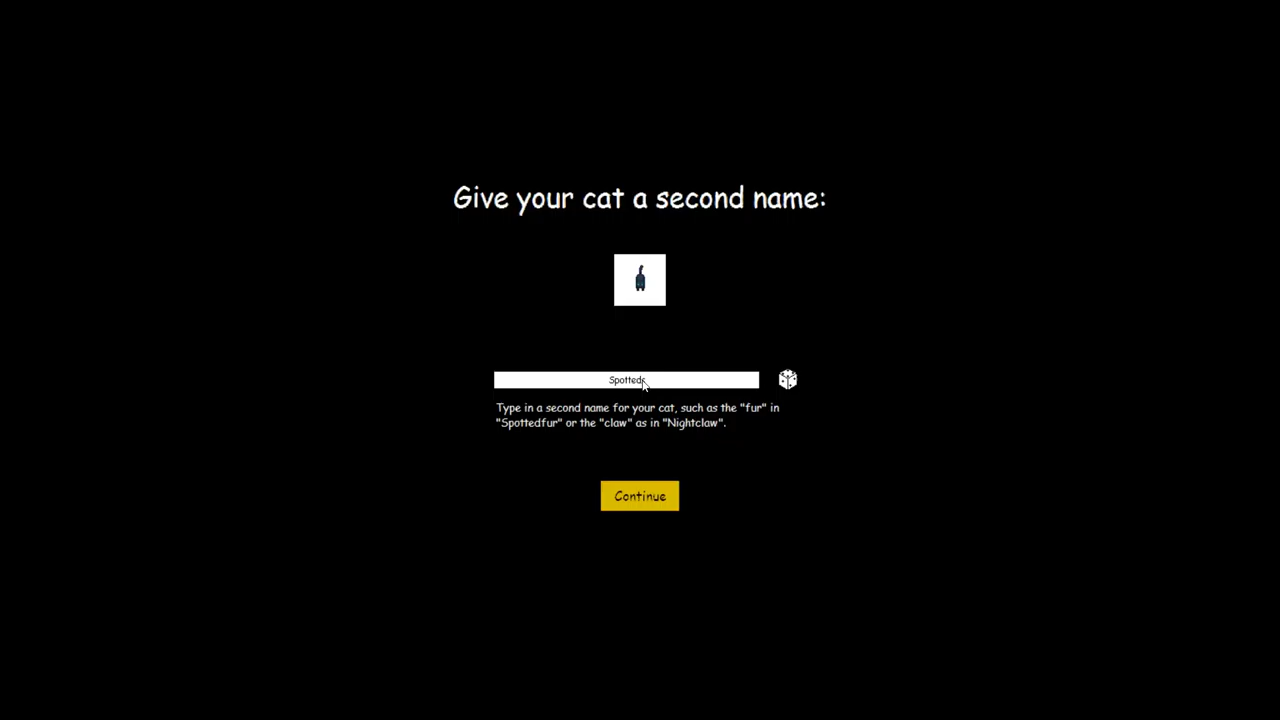 Give your cat a second name:
Type in a second name for your cat, such as the "fur" in
"Spottedfur" or the "claw" as in "Nightclaw".
Continue